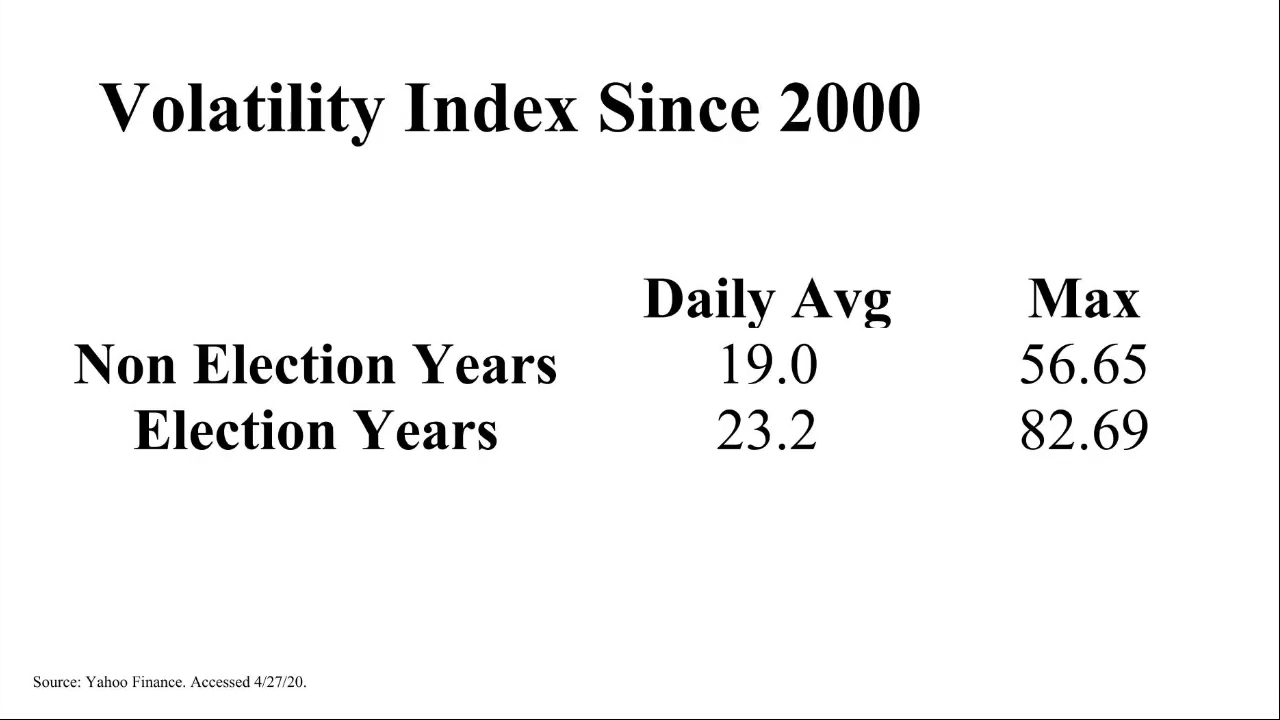 Volatility Index Since 2000
Daily Avg Max
Non Election Years 19.0 56.65
Election Years 23.2 82.69
Source: Yahoo Finance. Accessed 4/27/20.